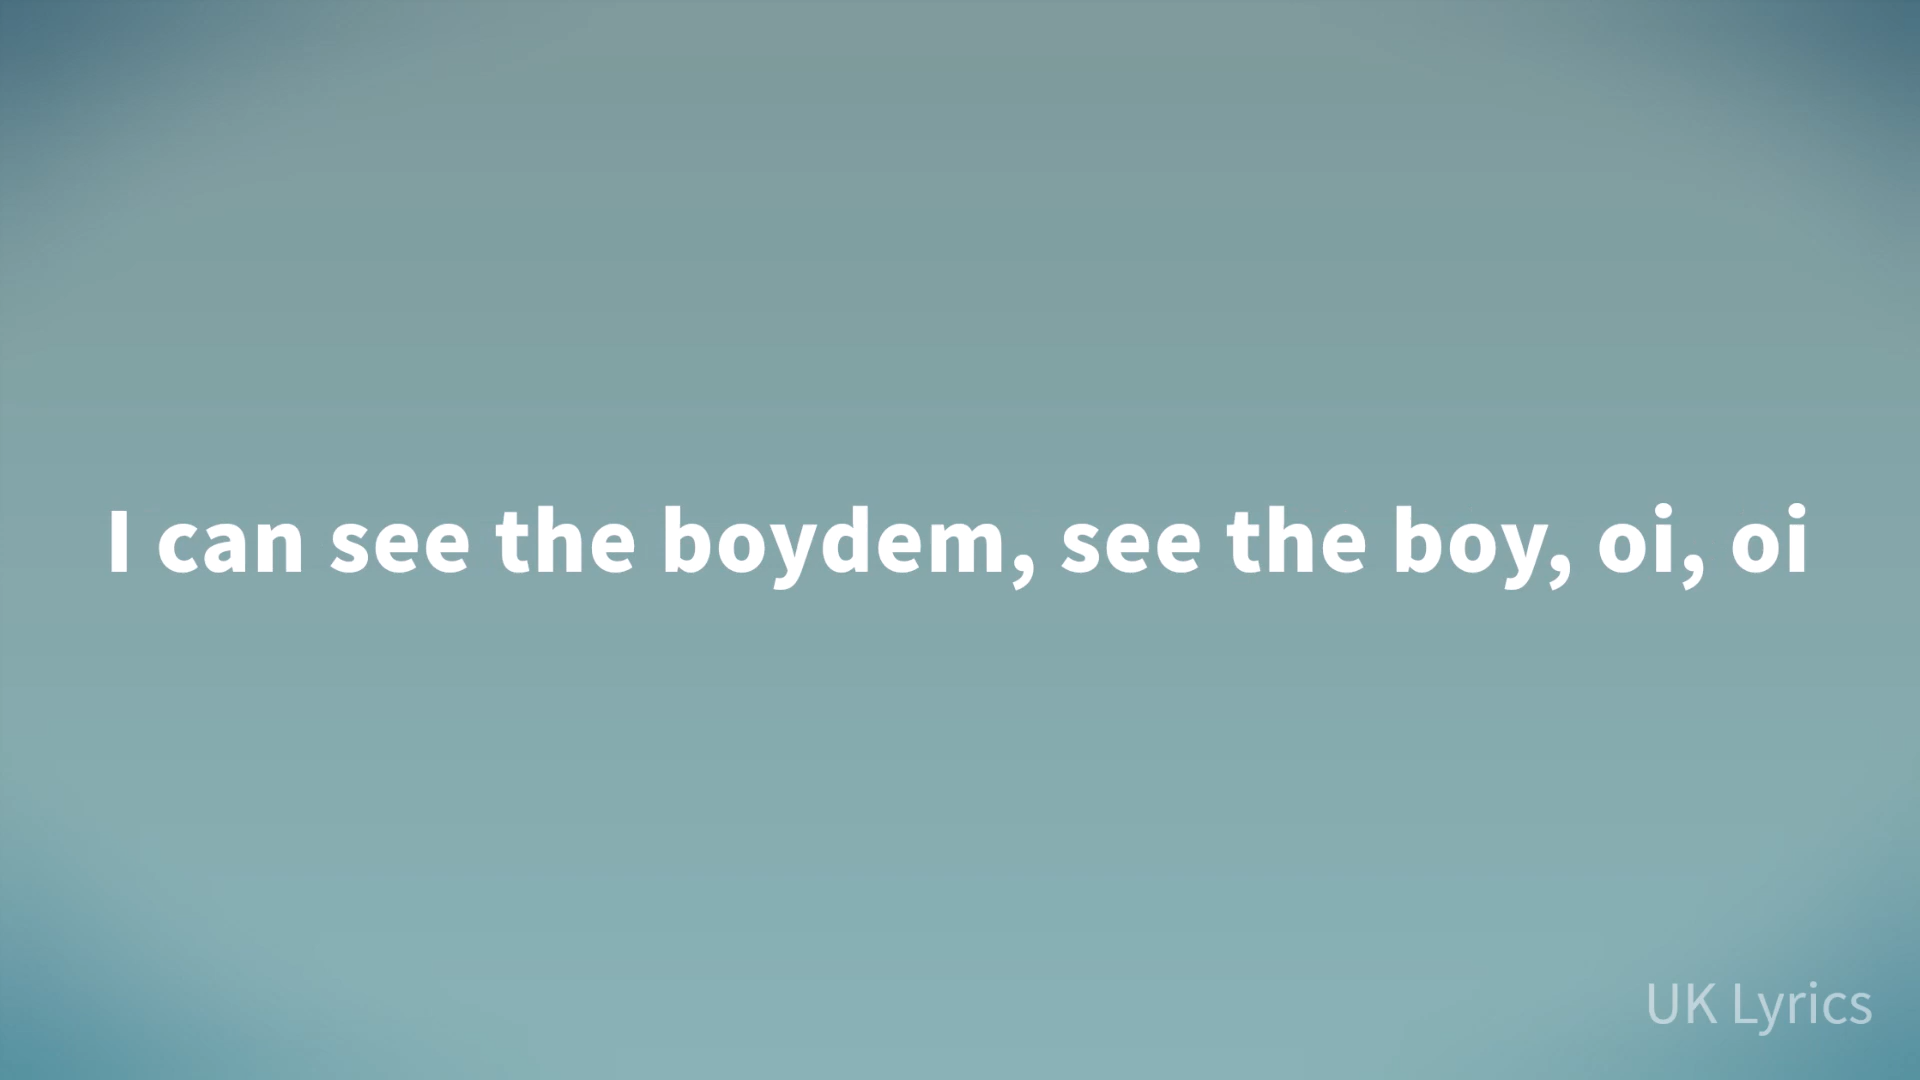 I can see the boydem, see the boy, oi, oi
UK Lyrics